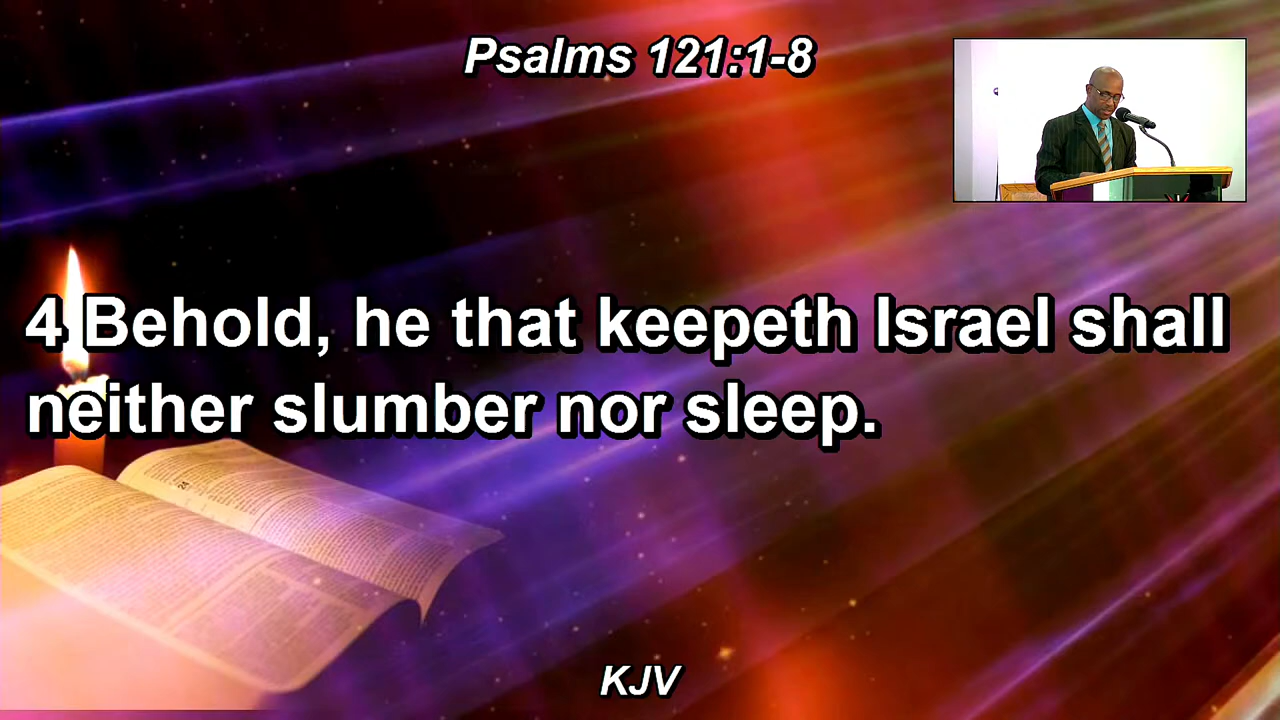 Psalms 121:1-8
4 Behold, he that keepeth Israel shall
neither slumber nor sleep.
KJV